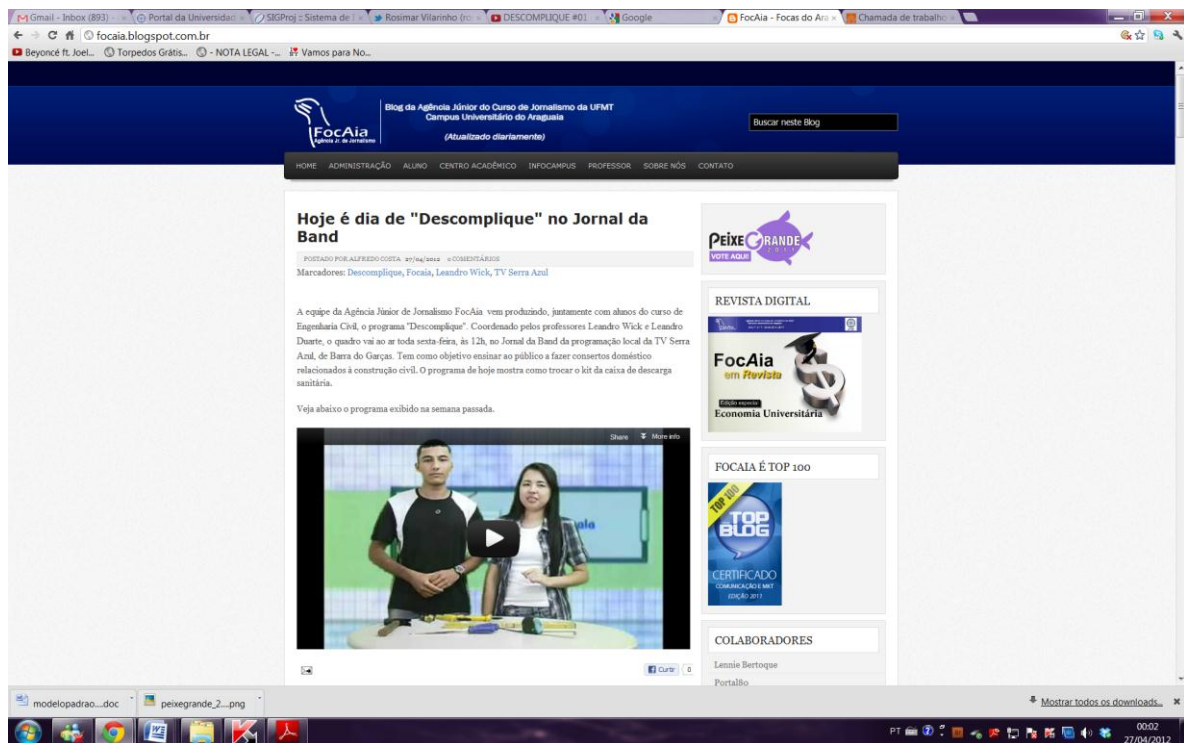 Gmail - Inbox (893) -
Portal da Universidad
SIGProj :: Sistema de I
Rosimar Vilarinho (ro
DESCOMPLIQUE #01
Google
FocAia - Focas do Ara
Chamada de trabalho
focaia.blogspot.com.br
Beyoncé ft. Joel...
Torpedos Grátis...
- NOTA LEGAL -...
Vamos para No...
FocAia
Agência Jr. de Jornalismo
Blog da Agência Júnior do Curso de Jornalismo da UFMT
Campus Universitário do Araguaia
(Atualizado diariamente)
Buscar neste Blog
HOME ADMINISTRAÇÃO ALUNO CENTRO ACADÊMICO INFOCAMPUS PROFESSOR SOBRE NÓS CONTATO
Hoje é dia de "Descomplique" no Jornal da
Band
POSTADO POR ALFREDO COSTA 27/04/2012 0 COMENTÁRIOS
Marcadores: Descomplique, Focaia, Leandro Wick, TV Serra Azul
A equipe da Agência Júnior de Jornalismo FocAia vem produzindo, juntamente com alunos do curso de
Engenharia Civil, o programa "Descomplique". Coordenado pelos professores Leandro Wick e Leandro
Duarte, o quadro vai ao ar toda sexta-feira, às 12h, no Jornal da Band da programação local da TV Serra
Azul, de Barra do Garças. Tem como objetivo ensinar ao público a fazer consertos doméstico
relacionados à construção civil. O programa de hoje mostra como trocar o kit da caixa de descarga
sanitária.
Veja abaixo o programa exibido na semana passada.
Share
More info
Curtir 0
PEIXE GRANDE
2011
VOTE AQUI
REVISTA DIGITAL
FocAia
em Revista
Edição especial
Economia Universitária
FOCAIA É TOP 100
TOP 100
TOP
BLOG
CERTIFICADO
COMUNICAÇÃO E MKT
EDIÇÃO 2011
COLABORADORES
Lennie Bertoque
Portal80
modelopadrao....doc
peixegrande_2....png
Mostrar todos os downloads...
PT
00:02
27/04/2012